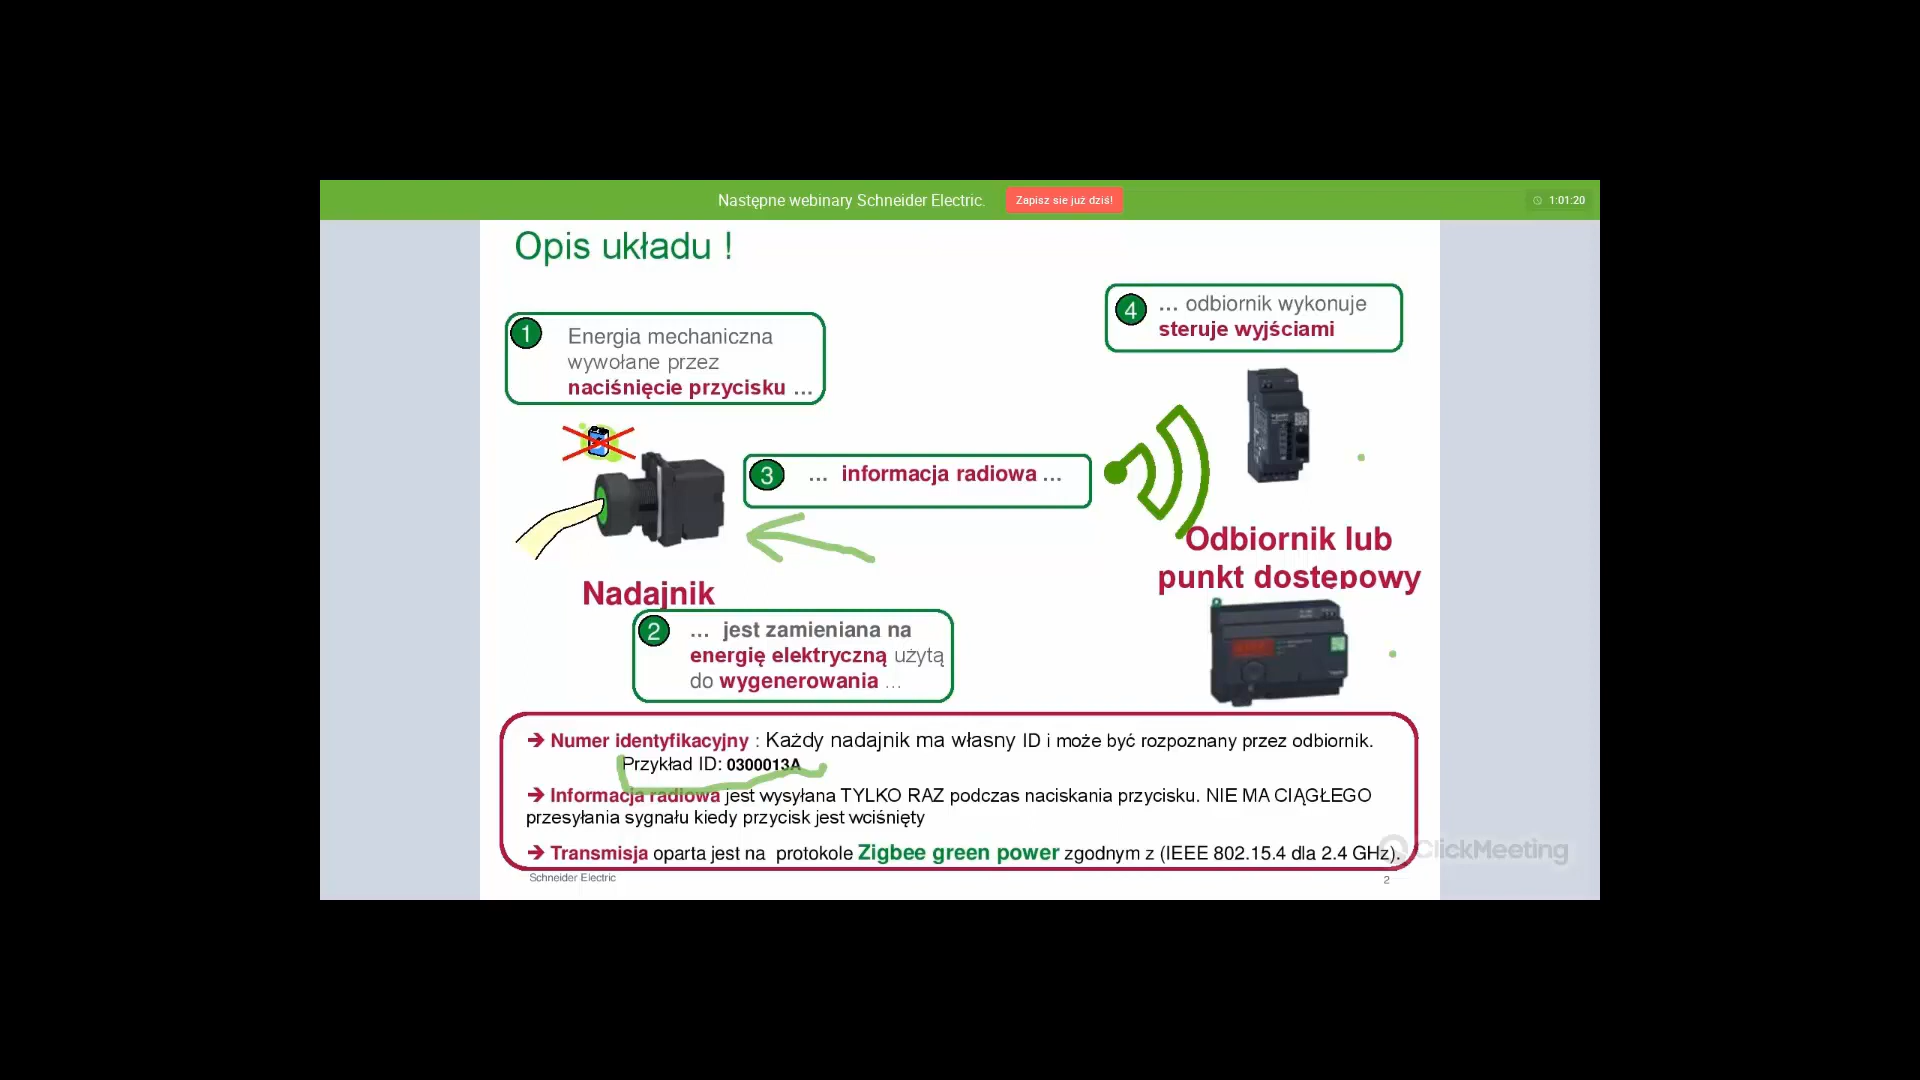 Następne webinary Schneider Electric.
Zapisz sie już dziś!
1:01:20
Opis układu !
1
Energia mechaniczna
wywołane przez
naciśnięcie przycisku ...
4
... odbiornik wykonuje
steruje wyjściami
3
... informacja radiowa ...
Odbiornik lub
punkt dostępowy
Nadajnik
2
... jest zamieniana na
energię elektryczną użytą
do wygenerowania ...
➔ Numer identyfikacyjny : Każdy nadajnik ma własny ID i może być rozpoznany przez odbiornik.
Przykład ID: 0300013A
➔ Informacja radiowa jest wysyłana TYLKO RAZ podczas naciskania przycisku. NIE MA CIĄGŁEGO
przesyłania sygnału kiedy przycisk jest wciśnięty
➔ Transmisja oparta jest na protokole Zigbee green power zgodnym z (IEEE 802.15.4 dla 2.4 GHz).
ClickMeeting
Schneider Electric
2